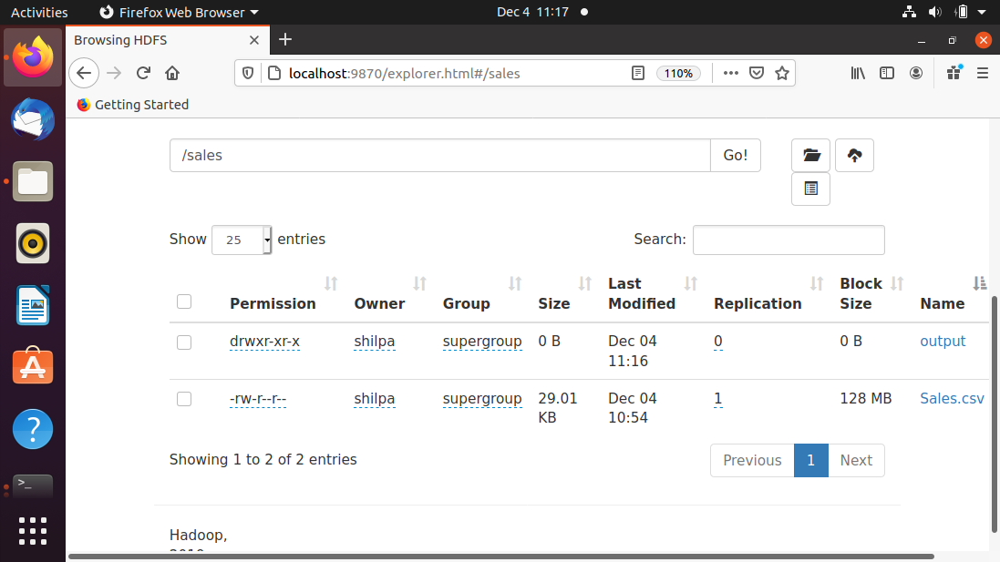 Activities Firefox Web Browser Dec 4 11:17
Browsing HDFS
localhost:9870/explorer.html#/sales 110%
Getting Started
/sales Go!
Show 25 entries Search:
Permission Owner Group Size Last Modified Replication Block Size Name
drwxr-xr-x shilpa supergroup 0 B Dec 04 11:16 0 0 B output
-rw-r--r-- shilpa supergroup 29.01 KB Dec 04 10:54 1 128 MB Sales.csv
Showing 1 to 2 of 2 entries Previous 1 Next
Hadoop,